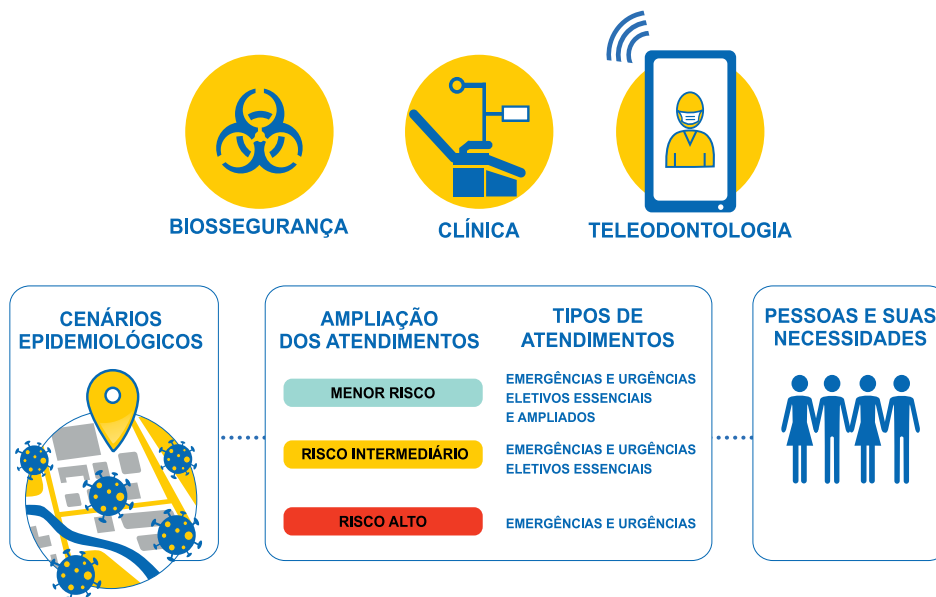 BIOSSEGURANÇA
CLÍNICA
TELEODONTOLOGIA
CENÁRIOS
EPIDEMIOLÓGICOS
AMPLIAÇÃO
DOS ATENDIMENTOS
TIPOS DE
ATENDIMENTOS
MENOR RISCO
EMERGÊNCIAS E URGÊNCIAS
ELETIVOS ESSENCIAIS
E AMPLIADOS
RISCO INTERMEDIÁRIO
EMERGÊNCIAS E URGÊNCIAS
ELETIVOS ESSENCIAIS
RISCO ALTO
EMERGÊNCIAS E URGÊNCIAS
PESSOAS E SUAS
NECESSIDADES